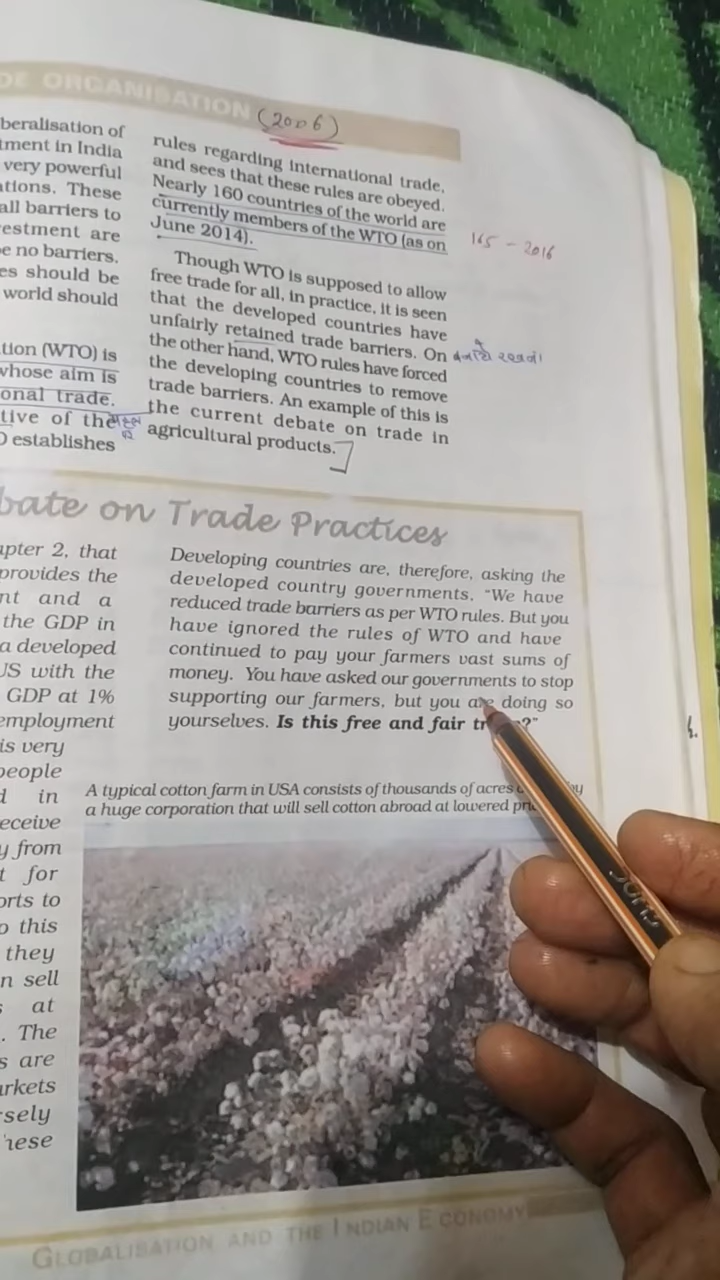 DE ORGANISATION (2006)
beralisation of
tment in India
very powerful
ations. These
all barriers to
estment are
e no barriers.
es should be
world should
tion (WTO) is
whose aim is
onal trade.
tive of the
O establishes
rules regarding international trade,
and sees that these rules are obeyed.
Nearly 160 countries of the world are
currently members of the WTO (as on
June 2014).
165 - 2016
Though WTO is supposed to allow
free trade for all, in practice, it is seen
that the developed countries have
unfairly retained trade barriers. On
the other hand, WTO rules have forced
the developing countries to remove
trade barriers. An example of this is
the current debate on trade in
agricultural products.
bate on Trade Practices
apter 2, that
provides the
nt and a
the GDP in
a developed
US with the
GDP at 1%
employment
is very
people
d in
eceive
y from
t for
orts to
o this
they
n sell
s at
. The
s are
arkets
rsely
hese
Developing countries are, therefore, asking the
developed country governments, "We have
reduced trade barriers as per WTO rules. But you
have ignored the rules of WTO and have
continued to pay your farmers vast sums of
money. You have asked our governments to stop
supporting our farmers, but you are doing so
yourselves. Is this free and fair tr ?"
A typical cotton farm in USA consists of thousands of acres
a huge corporation that will sell cotton abroad at lowered
GLOBALISATION AND THE INDIAN ECONOMY